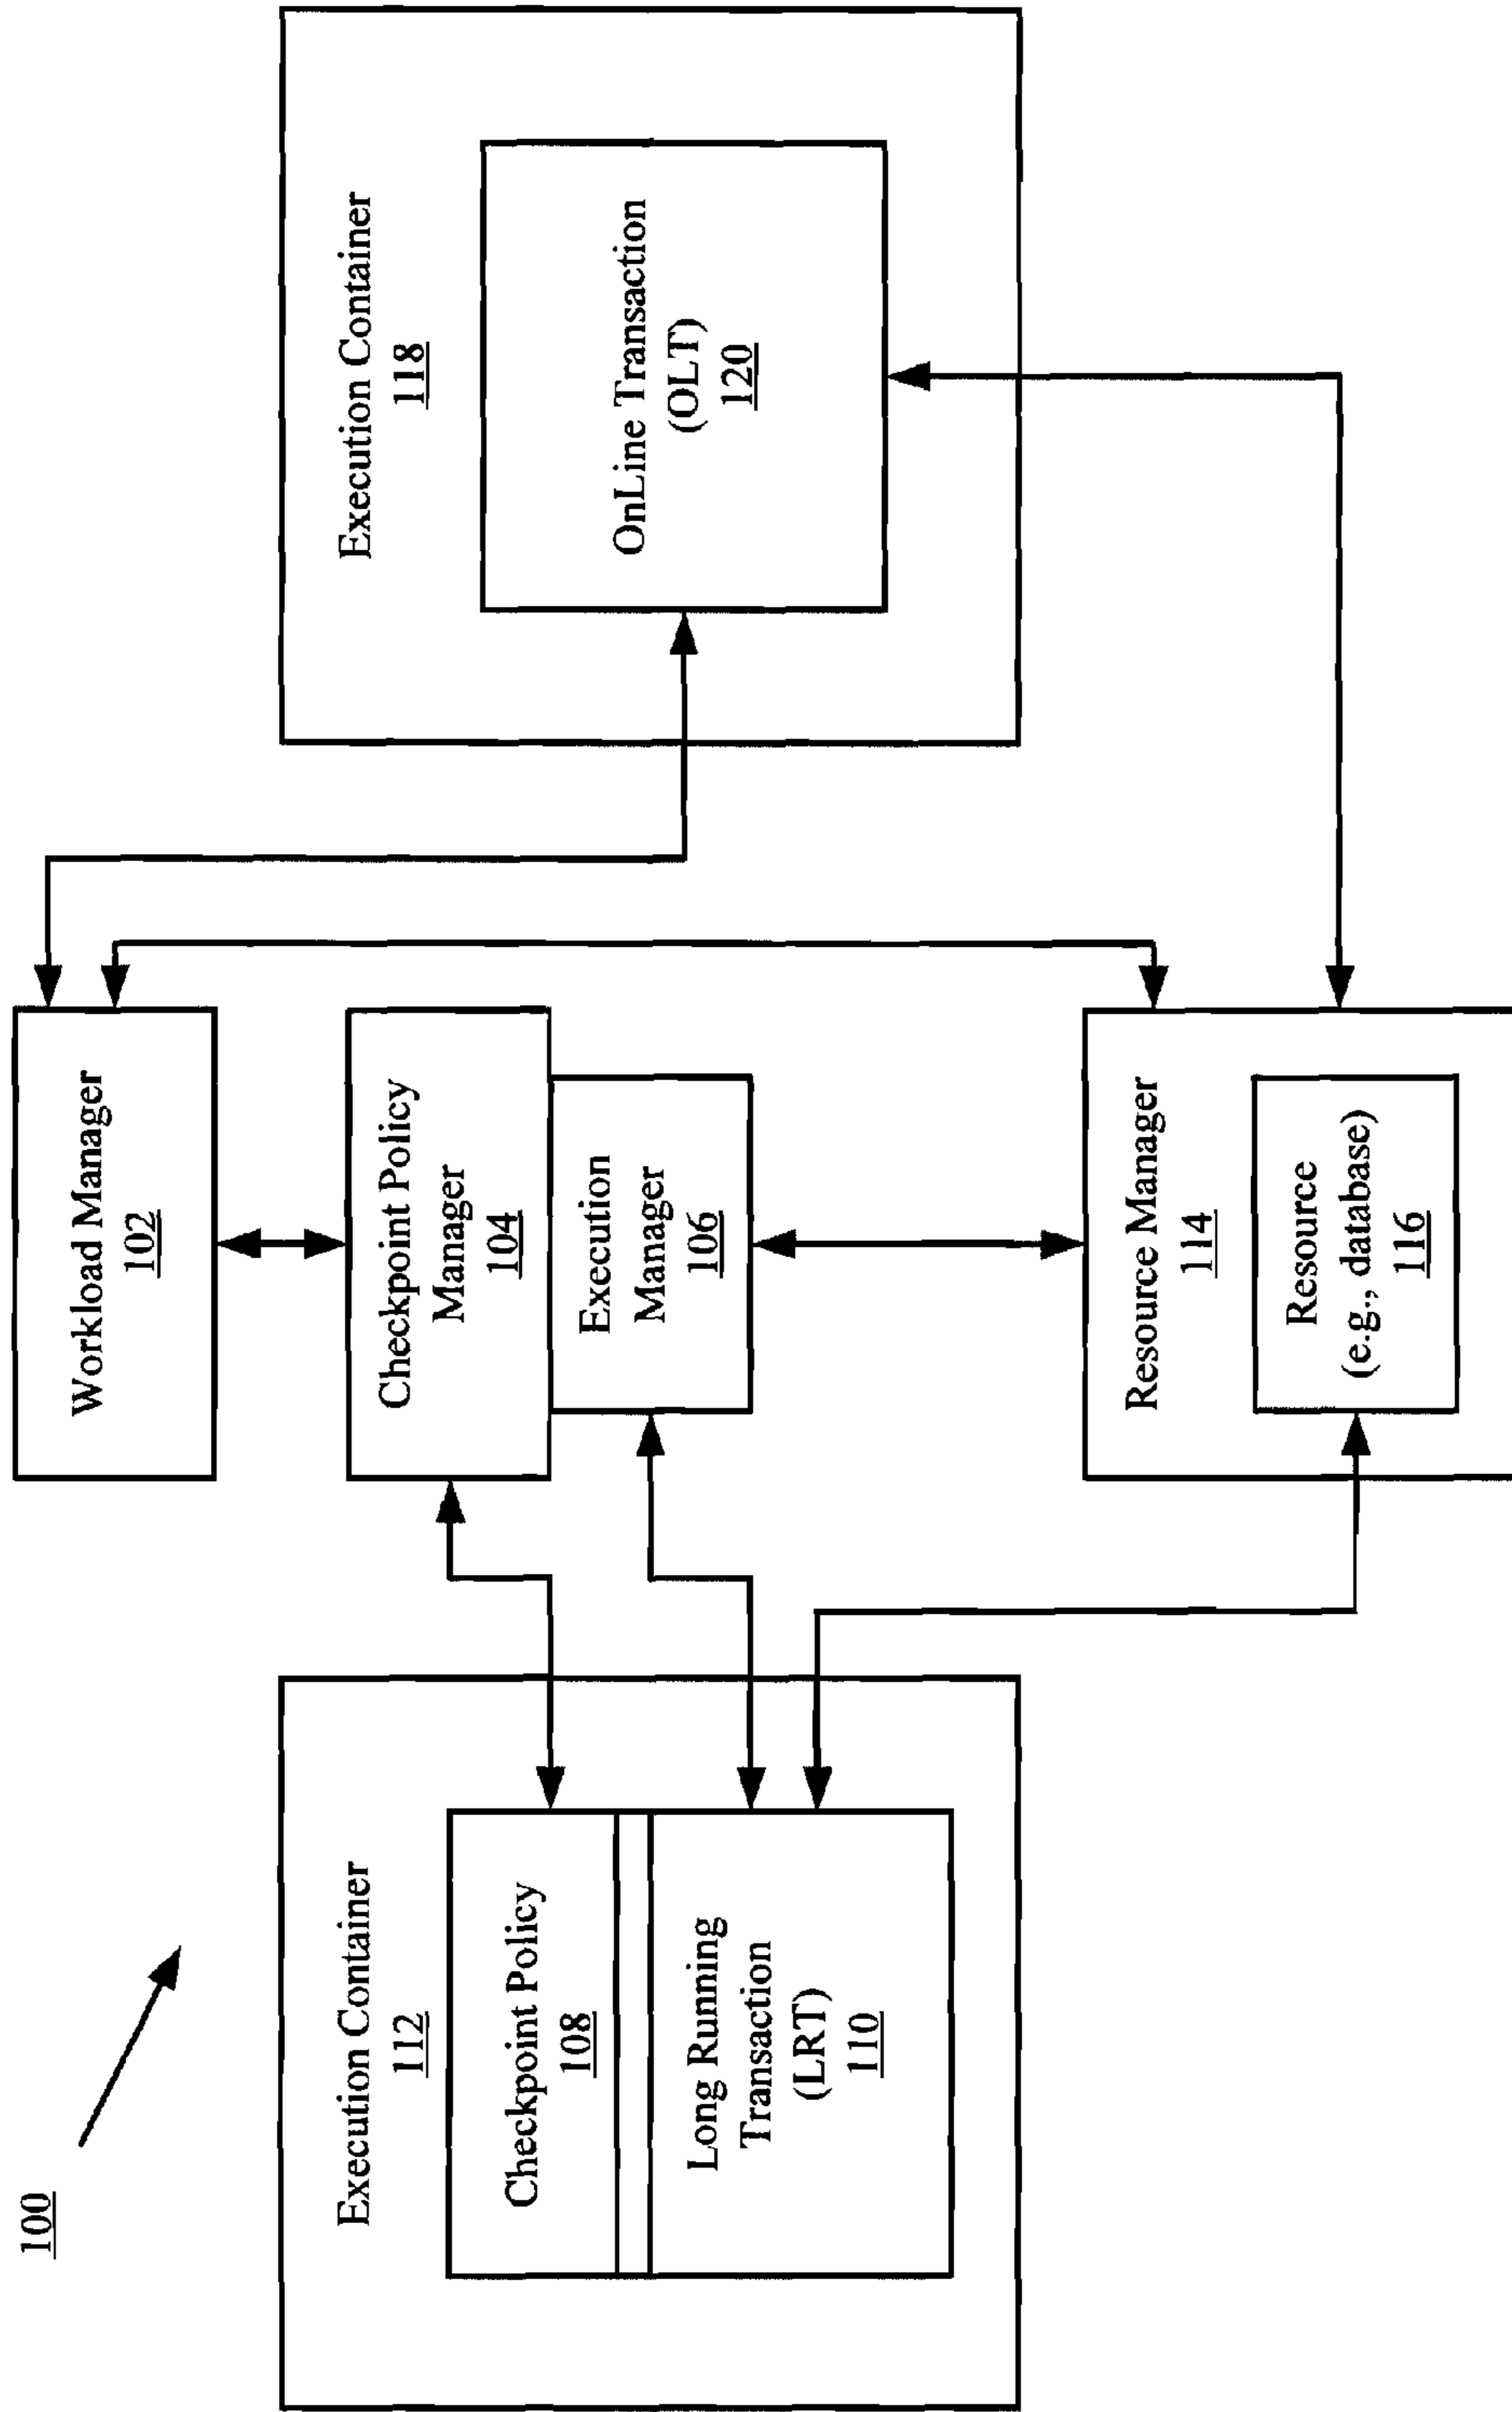 100
Workload Manager
102
Checkpoint Policy
Manager
104
Execution
Manager
106
Execution Container
112
Checkpoint Policy
108
Long Running
Transaction
(LRT)
110
Execution Container
118
OnLine Transaction
(OLT)
120
Resource Manager
114
Resource
(e.g., database)
116